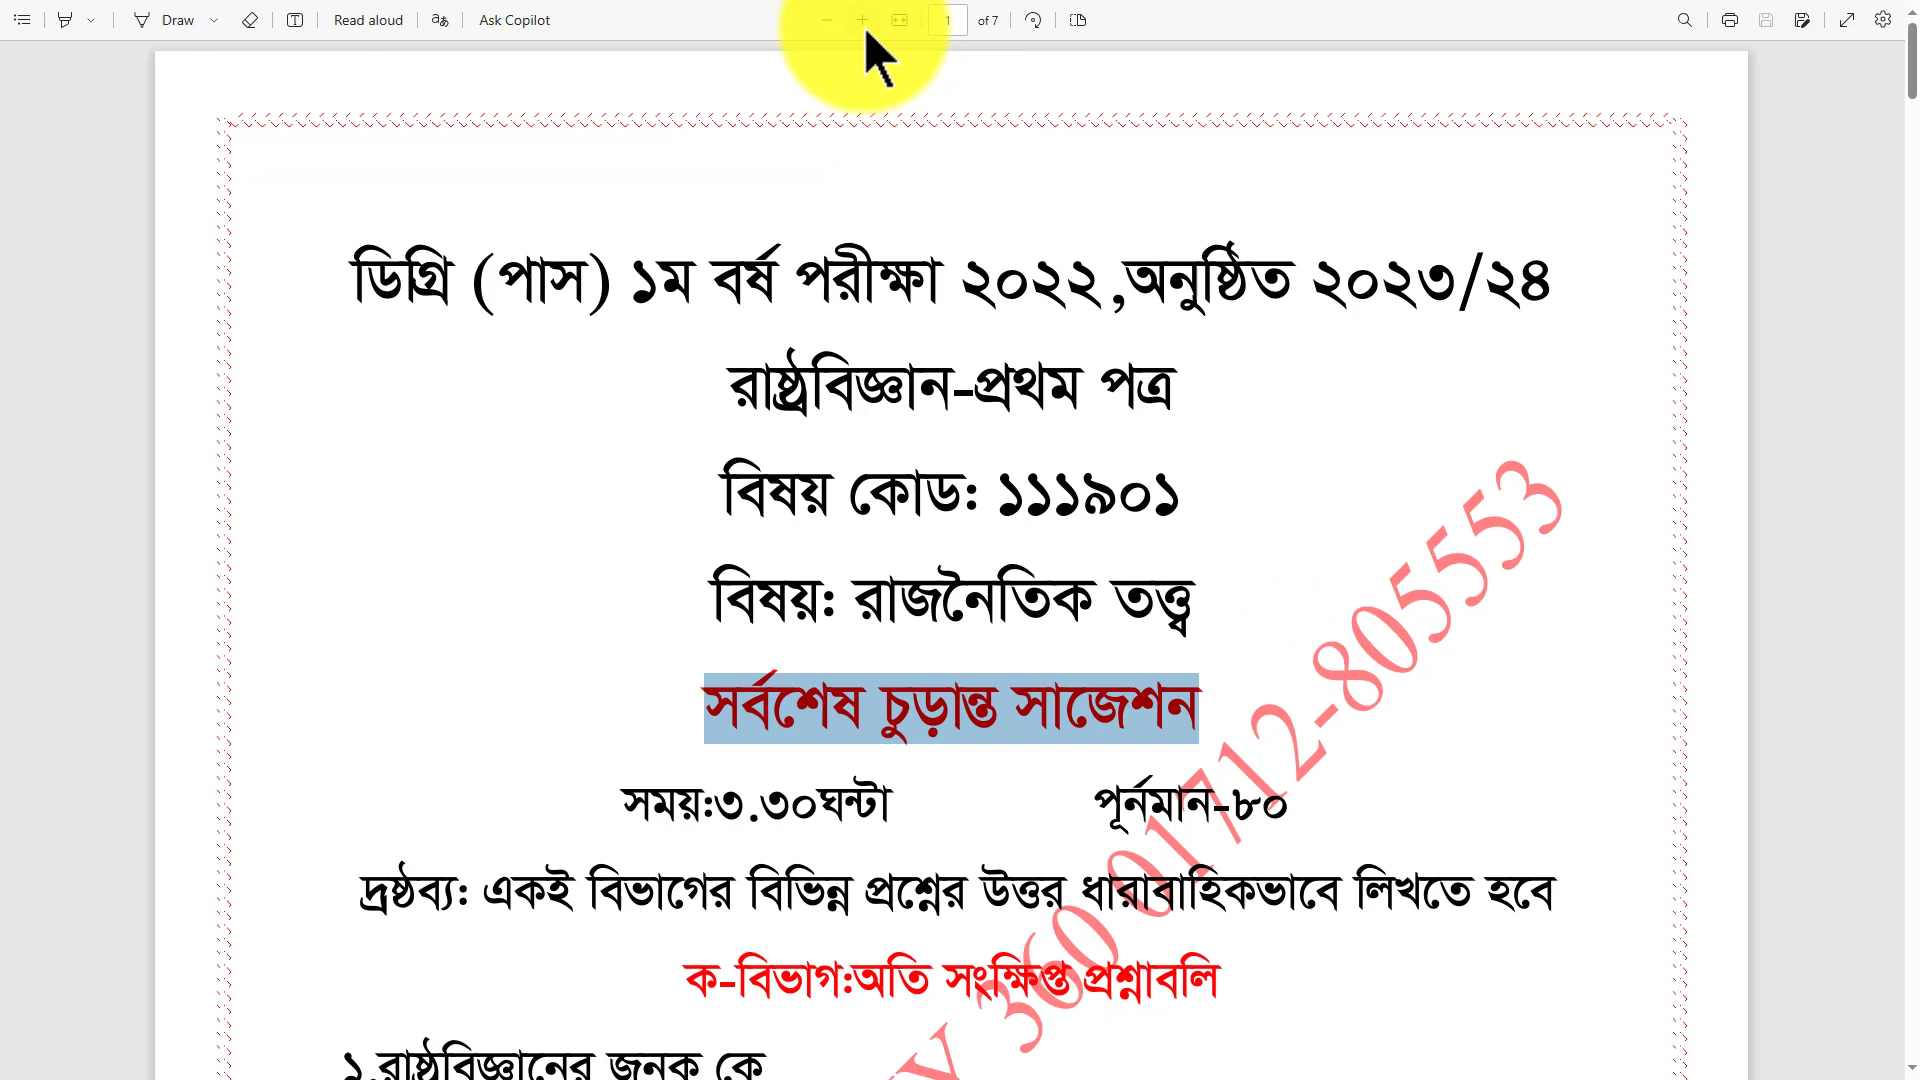 Draw Read aloud Ask Copilot 1 of 7
ডিগ্রি (পাস) ১ম বর্ষ পরীক্ষা ২০২২,অনুষ্ঠিত ২০২৩/২৪
রাষ্ট্রবিজ্ঞান-প্রথম পত্র
বিষয় কোড: ১১১৯০১
বিষয়: রাজনৈতিক তত্ত্ব
সর্বশেষ চুড়ান্ত সাজেশন
সময়:৩.৩০ঘন্টা পূর্নমান-৮০
দ্রষ্ঠব্য: একই বিভাগের বিভিন্ন প্রশ্নের উত্তর ধারাবাহিকভাবে লিখতে হবে
ক-বিভাগ:অতি সংক্ষিপ্ত প্রশ্নাবলি
১.রাষ্ঠবিজ্ঞানের জনক কে
360 01712-805553